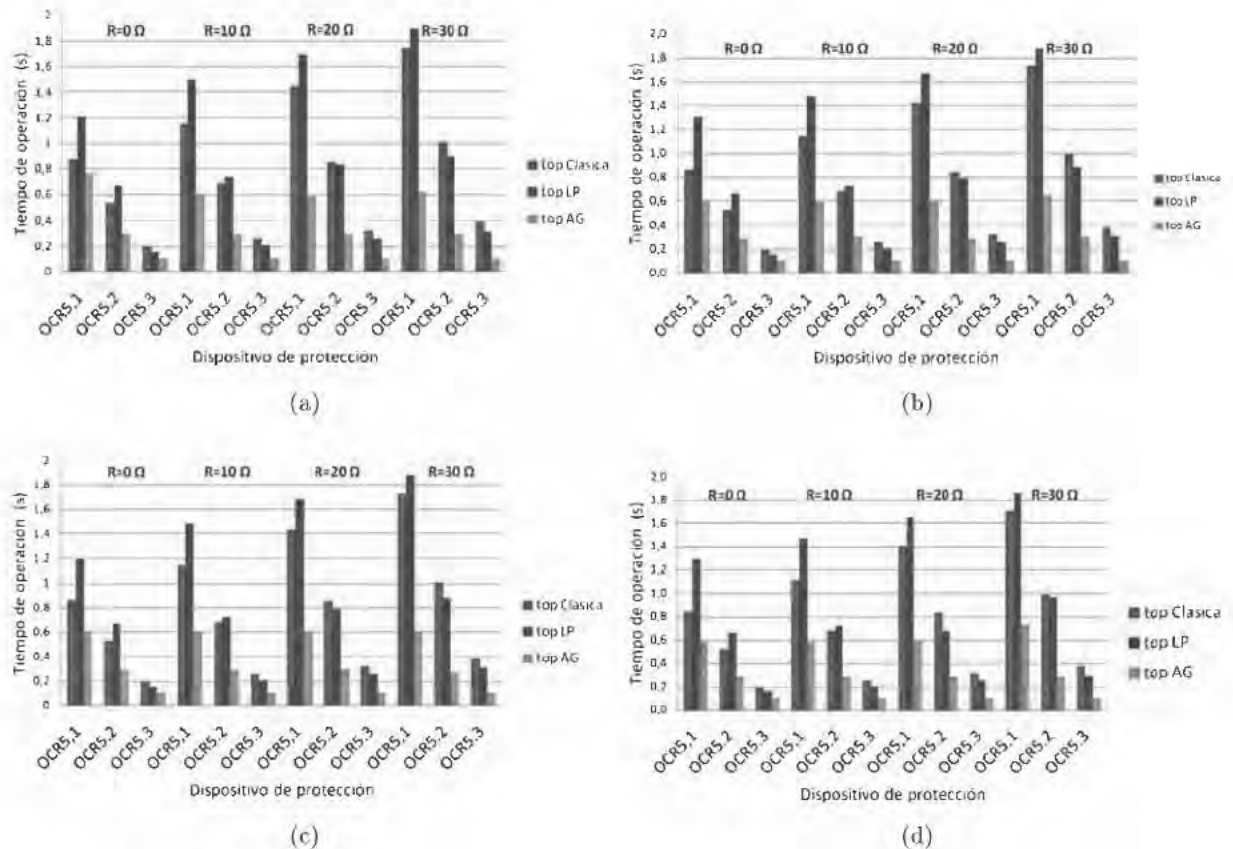 Tiempo de operación (s)
2
1,8
1,6
1,4
1,2
1
0,8
0,6
0,4
0,2
0
R=0 Ω R=10 Ω R=20 Ω R=30 Ω
top Clasica
top LP
top AG
OCR5.1 OCR5.2 OCR5.3 OCR5.1 OCR5.2 OCR5.3 OCR5.1 OCR5.2 OCR5.3 OCR5.1 OCR5.2 OCR5.3
Dispositivo de protección
(a)
Tiempo de operación (s)
2,0
1,8
1,6
1,4
1,2
1,0
0,8
0,6
0,4
0,2
0,0
R=0 Ω R=10 Ω R=20 Ω R=30 Ω
top Clasica
top LP
top AG
OCR5.1 OCR5.2 OCR5.3 OCR5.1 OCR5.2 OCR5.3 OCR5.1 OCR5.2 OCR5.3 OCR5.1 OCR5.2 OCR5.3
Dispositivo de protección
(b)
Tiempo de operación (s)
2
1,8
1,6
1,4
1,2
1
0,8
0,6
0,4
0,2
0
R=0 Ω R=10 Ω R=20 Ω R=30 Ω
top Clasica
top LP
top AG
OCR5.1 OCR5.2 OCR5.3 OCR5.1 OCR5.2 OCR5.3 OCR5.1 OCR5.2 OCR5.3 OCR5.1 OCR5.2 OCR5.3
Dispositivo de protección
(c)
Tiempo de operación (s)
2,0
1,8
1,6
1,4
1,2
1,0
0,8
0,6
0,4
0,2
0,0
R=0 Ω R=10 Ω R=20 Ω R=30 Ω
top Clasica
top LP
top AG
OCR5.1 OCR5.2 OCR5.3 OCR5.1 OCR5.2 OCR5.3 OCR5.1 OCR5.2 OCR5.3 OCR5.1 OCR5.2 OCR5.3
Dispositivo de protección
(d)